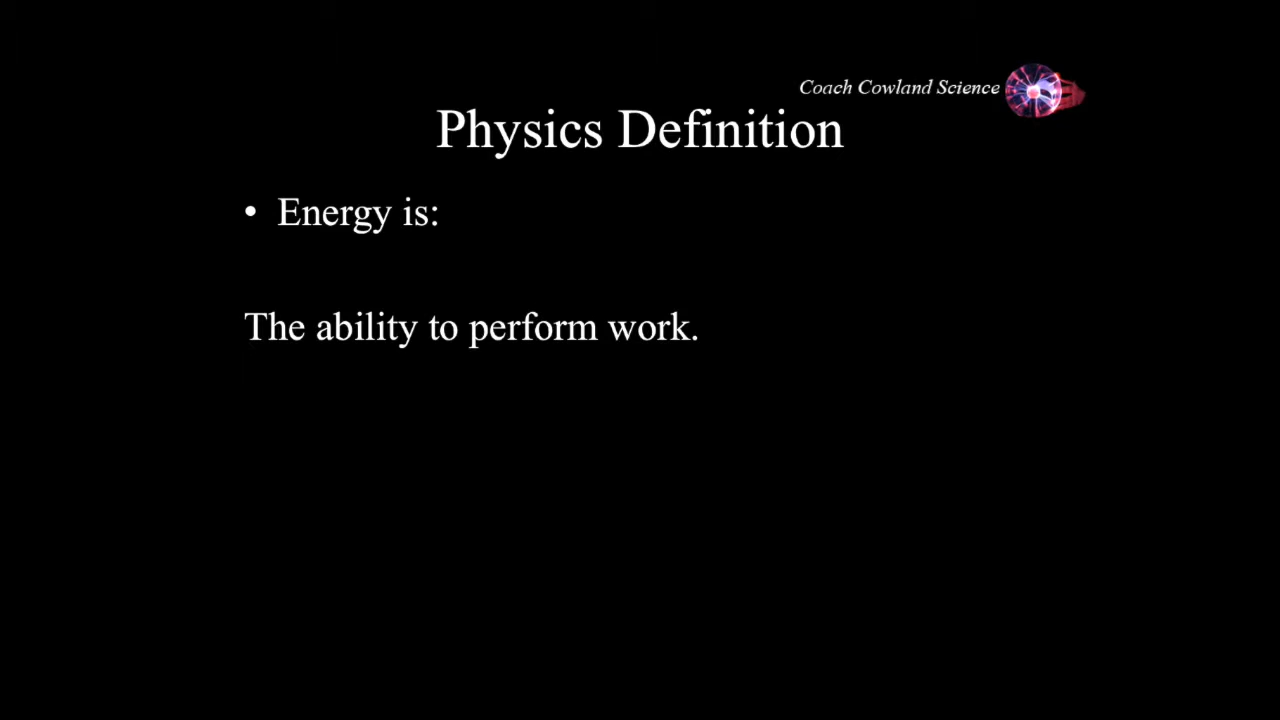 Coach Cowland Science
Physics Definition
• Energy is:
The ability to perform work.